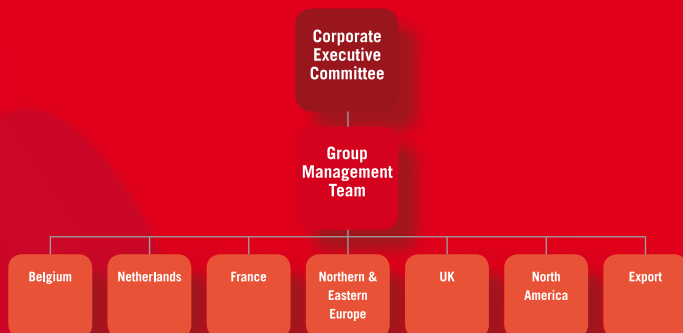 Corporate
Executive
Committee
Group
Management
Team
Belgium
Netherlands
France
Northern &
Eastern
Europe
UK
North
America
Export